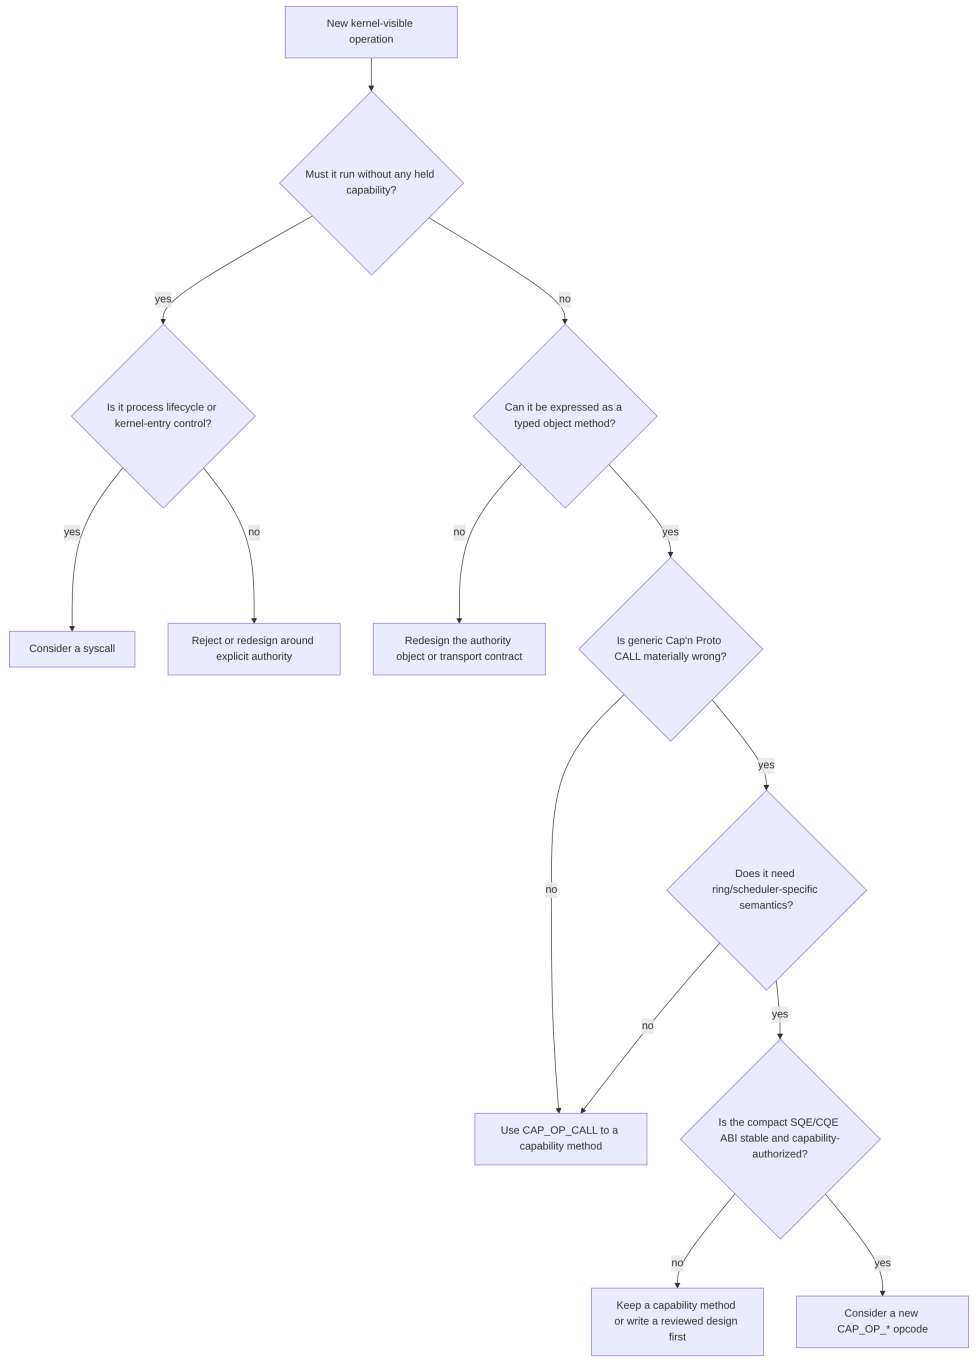 New kernel-visible
operation
Must it run without any held
capability?
yes
no
Is it process lifecycle or
kernel-entry control?
Can it be expressed as a
typed object method?
yes
no
no
yes
Consider a syscall
Reject or redesign around
explicit authority
Redesign the authority
object or transport contract
Is generic Cap'n Proto
CALL materially wrong?
yes
no
Does it need
ring/scheduler-specific
semantics?
no
yes
Use CAP_OP_CALL to a
capability method
Is the compact SQE/CQE
ABI stable and capability-
authorized?
no
yes
Keep a capability method
or write a reviewed design
first
Consider a new
CAP_OP_* opcode